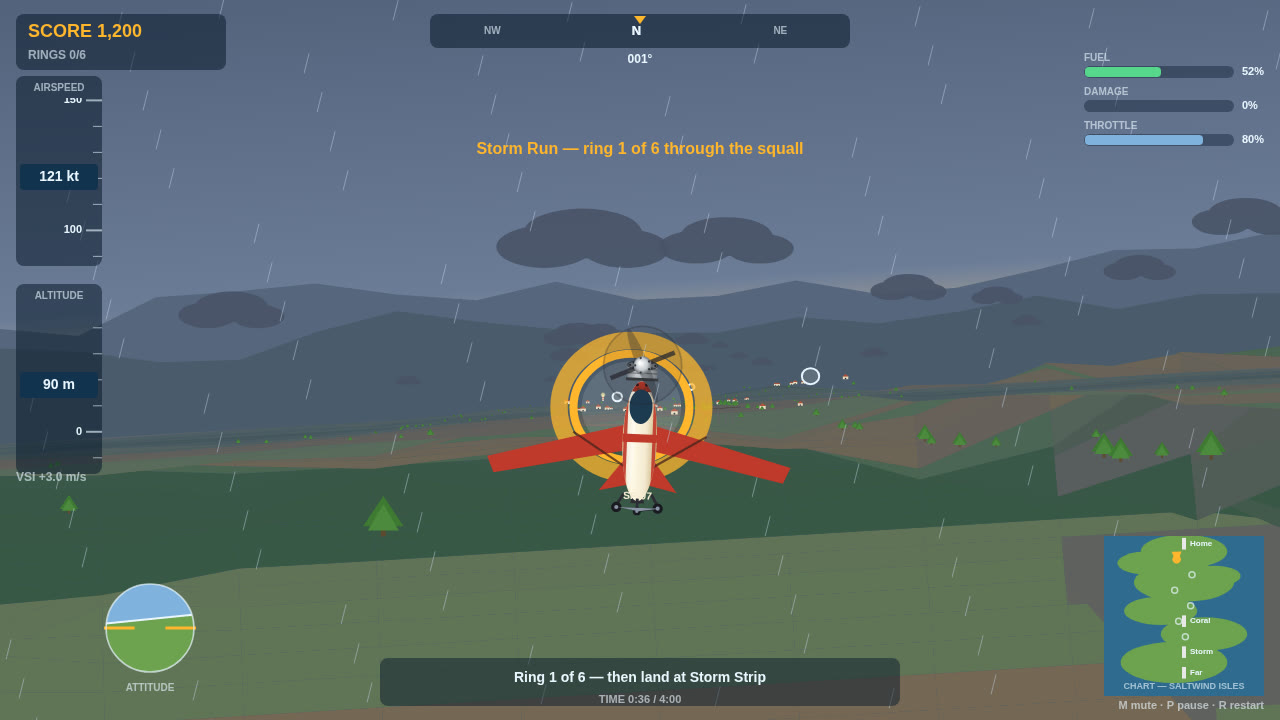 SCORE 1,200
RINGS 0/6
NW N NE
001°
FUEL
52%
DAMAGE
0%
THROTTLE
80%
AIRSPEED
150
121 kt
100
Storm Run — ring 1 of 6 through the squall
ALTITUDE
90 m
0
VSI +3.0 m/s
ATTITUDE
Ring 1 of 6 — then land at Storm Strip
TIME 0:36 / 4:00
Home
Coral
Storm
Far
CHART — SALTWIND ISLES
M mute · P pause · R restart